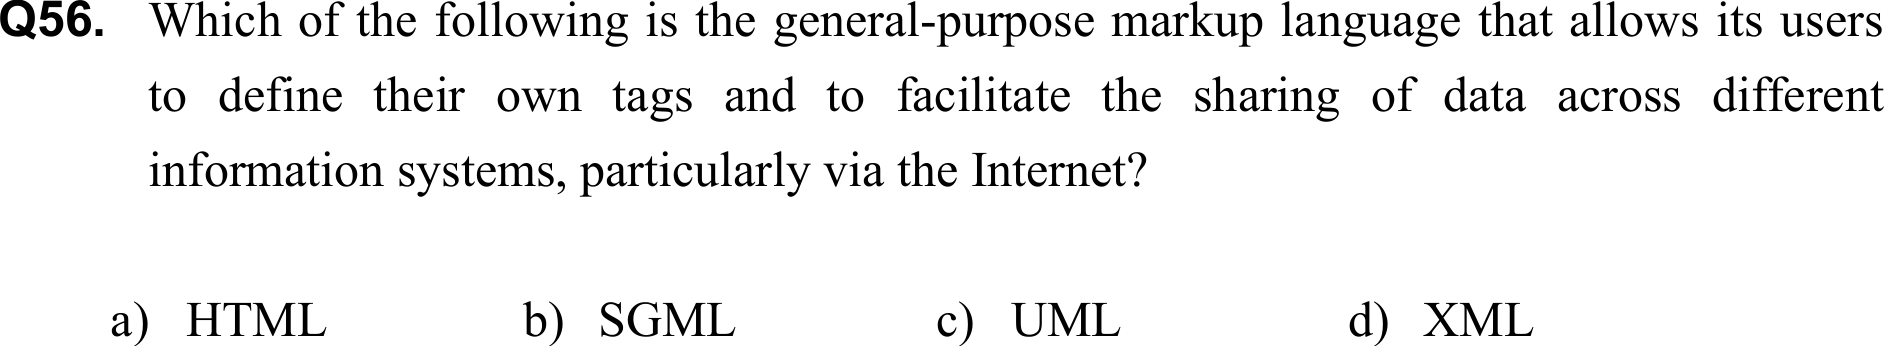 Q56. Which of the following is the general-purpose markup language that allows its users
to define their own tags and to facilitate the sharing of data across different
information systems, particularly via the Internet?
a) HTML b) SGML c) UML d) XML